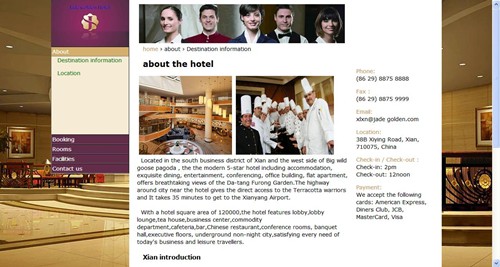 About
Destination information
Location
Booking
Rooms
Facilities
Contact us
home › about › Destination information
about the hotel
Located in the south business district of Xian and the west side of Big wild
goose pagoda , the the modern 5-star hotel including accommodation,
exquisite dining, entertainment, conferencing, office building, flat apartment,
offers breathtaking views of the Da-tang Furong Garden.The highway
around city near the hotel gives the direct access to the Terracotta warriors
and It takes 35 minutes to get to the Xianyang Airport.
With a hotel square area of 120000,the hotel features lobby,lobby
lounge,tea house,business center,commodity
department,cafeteria,bar,Chinese restaurant,conference rooms, banquet
hall,executive floors, underground non-night city,satisfying every need of
today's business and leisure travellers.
Xian introduction
Phone:
(86 29) 8875 8888
Fax :
(86 29) 8875 9999
Email:
xlxn@jade golden.com
Location:
38B Xiying Road, Xian,
710075, China
Check-in / Check-out :
Check-in: 2pm
Check-out: 12noon
Payment:
We accept the following
cards: American Express,
Diners Club, JCB,
MasterCard, Visa